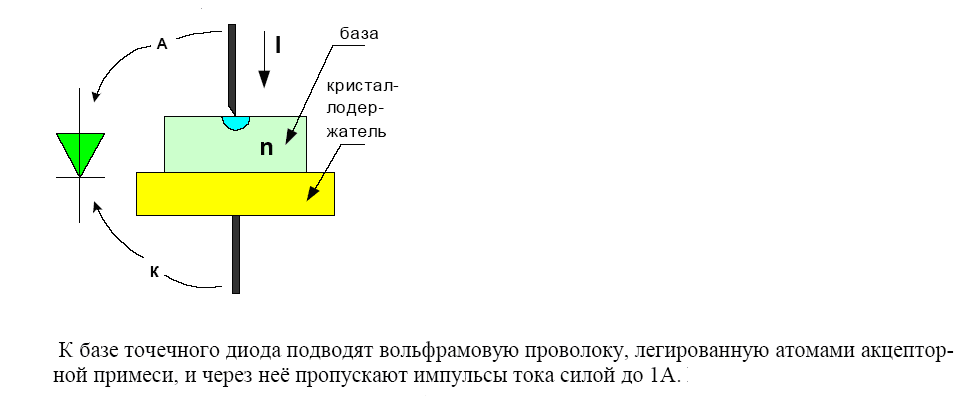 А
I
база
кристал-
лодер-
жатель
n
К
К базе точечного диода подводят вольфрамовую проволоку, легированную атомами акцептор-
ной примеси, и через неё пропускают импульсы тока силой до 1А.